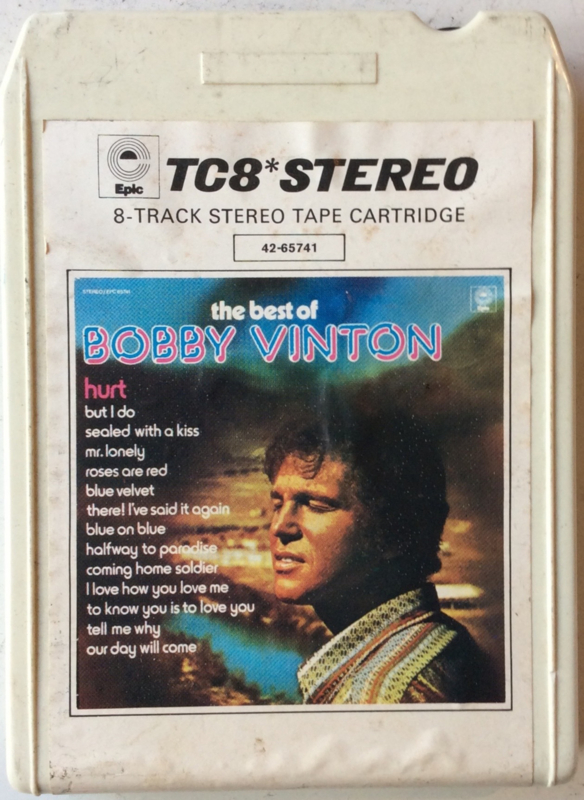 Epic
TC8*STEREO
8-TRACK STEREO TAPE CARTRIDGE
42-65741
the best of
BOBBY VINTON
Epic
hurt
but I do
sealed with a kiss
mr. lonely
roses are red
blue velvet
there! I've said it again
blue on blue
halfway to paradise
coming home soldier
I love how you love me
to know you is to love you
tell me why
our day will come